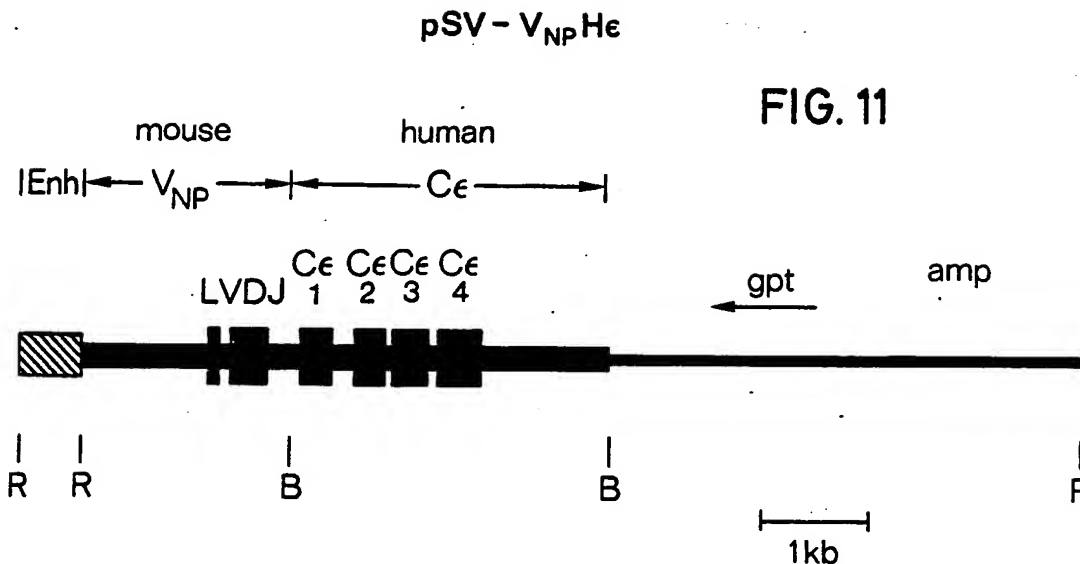 pSV – V_NP Hε
FIG. 11
mouse human
|Enh| V_NP Cε
LVDJ Cε 1 Cε 2 Cε 3 Cε 4 gpt amp
R R B B
1kb